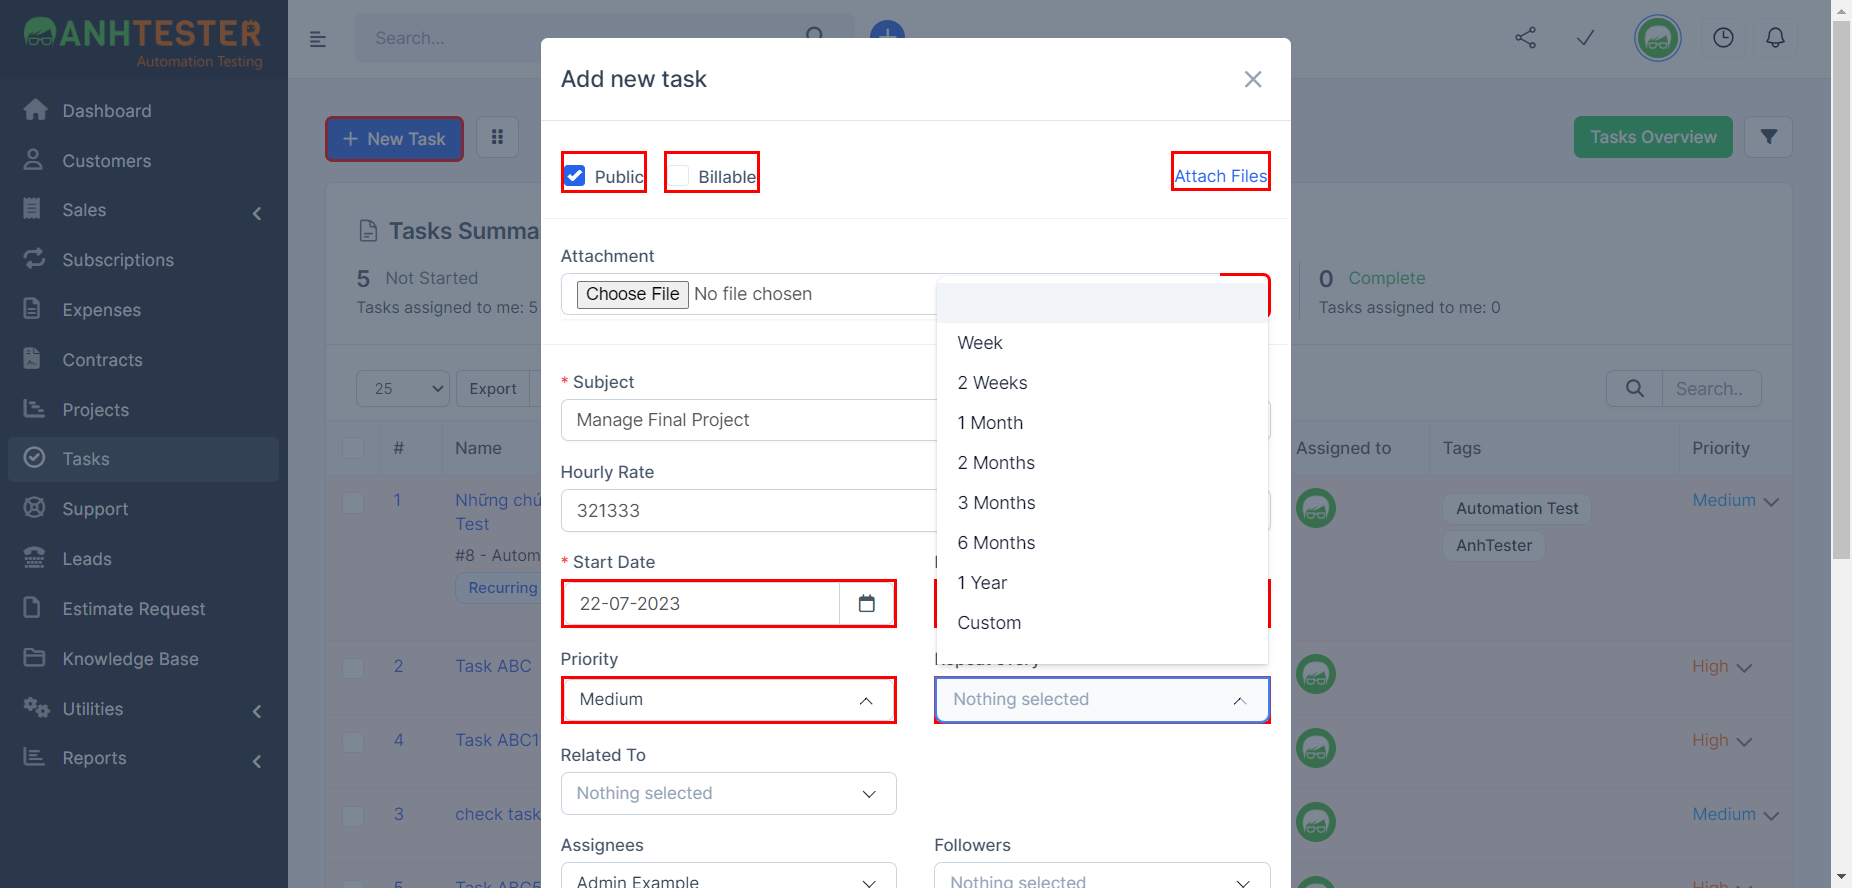 ANHTESTER
Automation Testing
Dashboard
Customers
Sales
Subscriptions
Expenses
Contracts
Projects
Tasks
Support
Leads
Estimate Request
Knowledge Base
Utilities
Reports
Search...
New Task
Tasks Overview
Tasks Summa
5 Not Started
Tasks assigned to me: 5
0 Complete
Tasks assigned to me: 0
25
Export
Search..
#
Name
Assigned to
Tags
Priority
1
Những chú
Test
#8 - Autom
Recurring
Automation Test
AnhTester
Medium
2
Task ABC
High
4
Task ABC1
High
3
check task
Medium
5
Task ABC5
High
Add new task
Public
Billable
Attach Files
Attachment
Choose File No file chosen
* Subject
Manage Final Project
Hourly Rate
321333
* Start Date
22-07-2023
Priority
Medium
Week
2 Weeks
1 Month
2 Months
3 Months
6 Months
1 Year
Custom
Repeat every
Nothing selected
Related To
Nothing selected
Assignees
Admin Example
Followers
Nothing selected